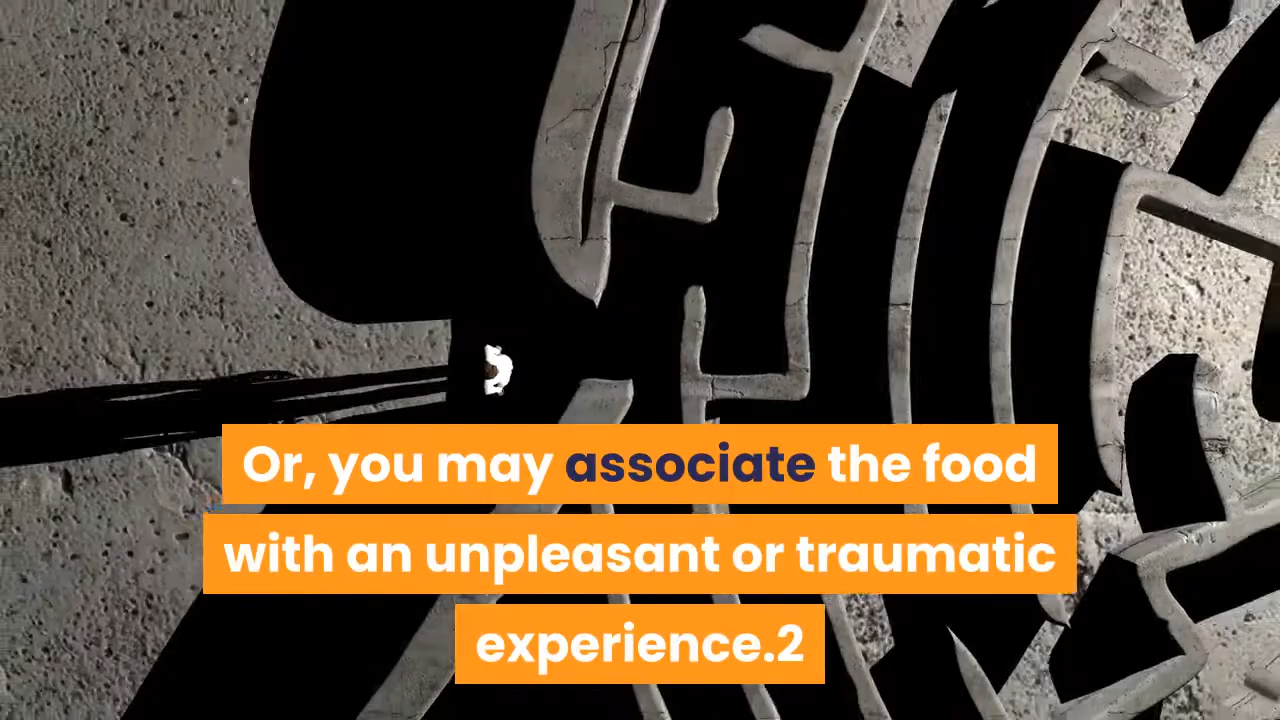 Or, you may associate the food
with an unpleasant or traumatic
experience.2